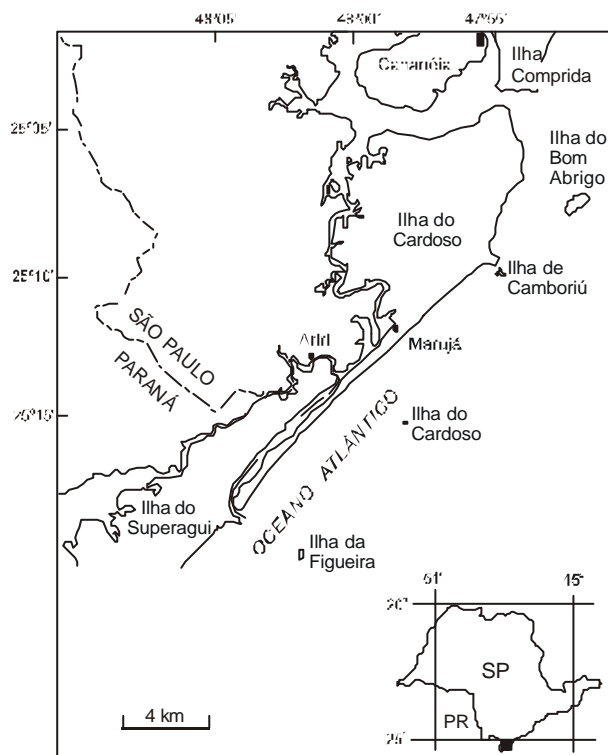 48°05'
48°00'
47°55'
Cananéia
Ilha
Comprida
25°05'
Ilha do
Bom
Abrigo
Ilha do
Cardoso
25°10'
Ilha de
Camboriú
SÃO PAULO
PARANÁ
Ariri
Marujá
25°15'
Ilha do
Cardoso
OCEANO ATLÂNTICO
Ilha do
Superagui
Ilha da
Figueira
51°
45°
20°
SP
PR
25°
4 km